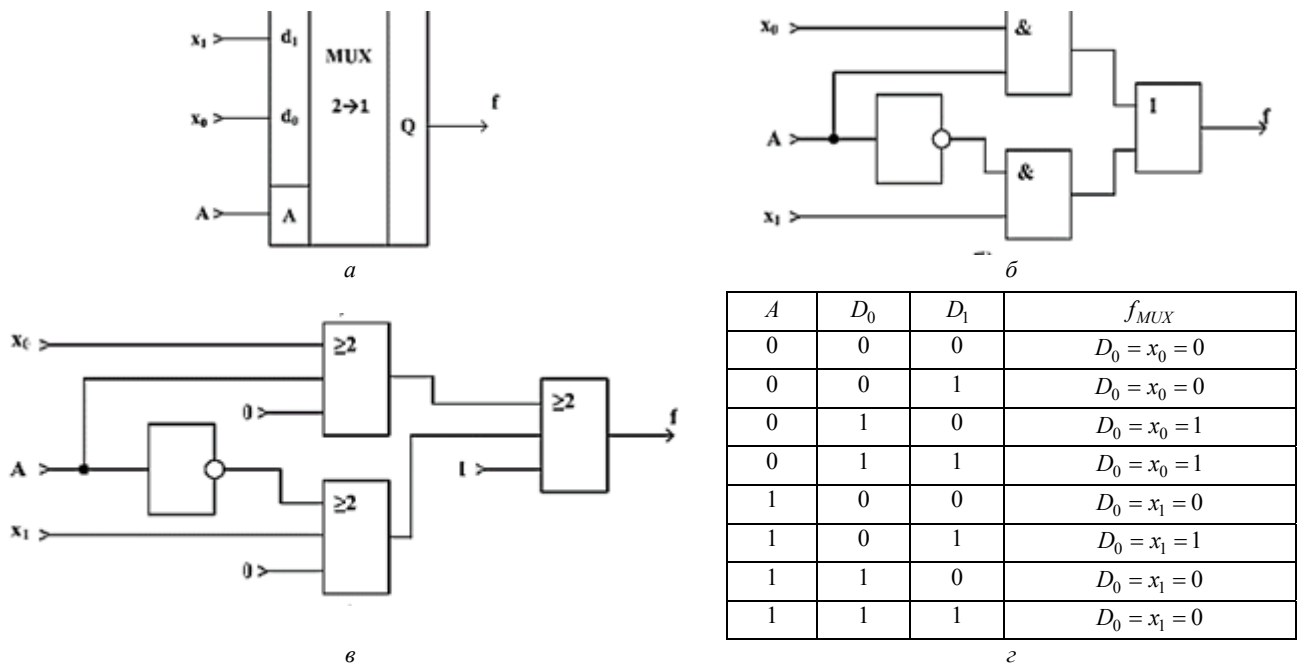 x₁ d₁ MUX
2→1 f
x₀ d₀ Q
A A
а
x₀ &
1
A f
&
x₁
б
x₀ ≥2
0 ≥2 f
A 1
≥2
x₁
0
в
A D₀ D₁ f_MUX
0 0 0 D₀ = x₀ = 0
0 0 1 D₀ = x₀ = 0
0 1 0 D₀ = x₀ = 1
0 1 1 D₀ = x₀ = 1
1 0 0 D₀ = x₁ = 0
1 0 1 D₀ = x₁ = 1
1 1 0 D₀ = x₁ = 0
1 1 1 D₀ = x₁ = 0
г